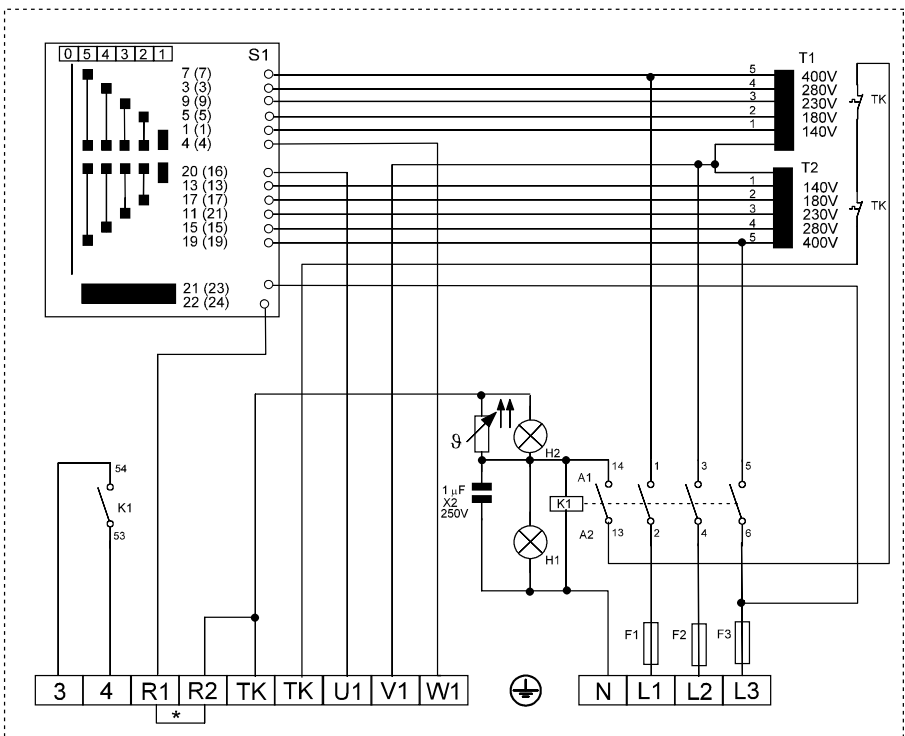 0 5 4 3 2 1
S1
7 (7)
3 (3)
9 (9)
5 (5)
1 (1)
4 (4)
20 (16)
13 (13)
17 (17)
11 (21)
15 (15)
19 (19)
21 (23)
22 (24)
T1
5 400V
4 280V
3 230V
2 180V
1 140V
TK
T2
1 140V
2 180V
3 230V
4 280V
5 400V
TK
54
K1
53
ϑ
H2
1 µF
X2
250V
K1
H1
A1 14 1 3 5
A2 13 2 4 6
F1 F2 F3
3 4 R1 R2 TK TK U1 V1 W1 N L1 L2 L3
*